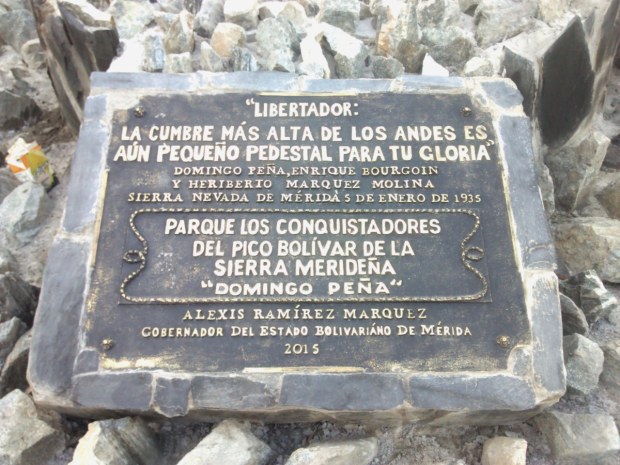 "LIBERTADOR:
LA CUMBRE MÁS ALTA DE LOS ANDES ES
AÚN PEQUEÑO PEDESTAL PARA TU GLORIA"
DOMINGO PEÑA, ENRIQUE BOURGOIN
Y HERIBERTO MARQUEZ MOLINA
SIERRA NEVADA DE MÉRIDA 5 DE ENERO DE 1935
PARQUE LOS CONQUISTADORES
DEL PICO BOLÍVAR DE LA
SIERRA MERIDEÑA
"DOMINGO PEÑA"
ALEXIS RAMÍREZ MARQUEZ
GOBERNADOR DEL ESTADO BOLIVARIÁNO DE MÉRIDA
2015